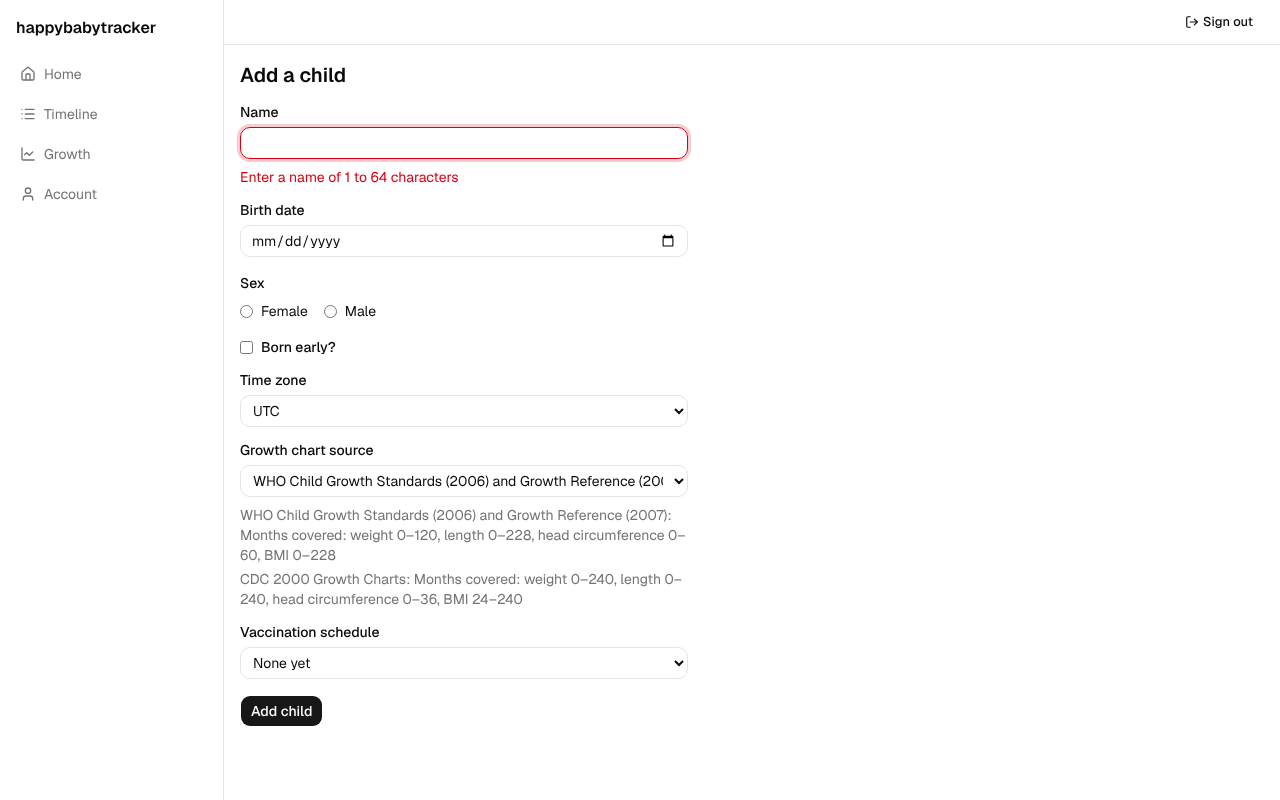 happybabytracker
Sign out
Home
Timeline
Growth
Account
Add a child
Name
Enter a name of 1 to 64 characters
Birth date
mm/dd/yyyy
Sex
Female
Male
Born early?
Time zone
UTC
Growth chart source
WHO Child Growth Standards (2006) and Growth Reference (200
WHO Child Growth Standards (2006) and Growth Reference (2007):
Months covered: weight 0–120, length 0–228, head circumference 0–
60, BMI 0–228
CDC 2000 Growth Charts: Months covered: weight 0–240, length 0–
240, head circumference 0–36, BMI 24–240
Vaccination schedule
None yet
Add child